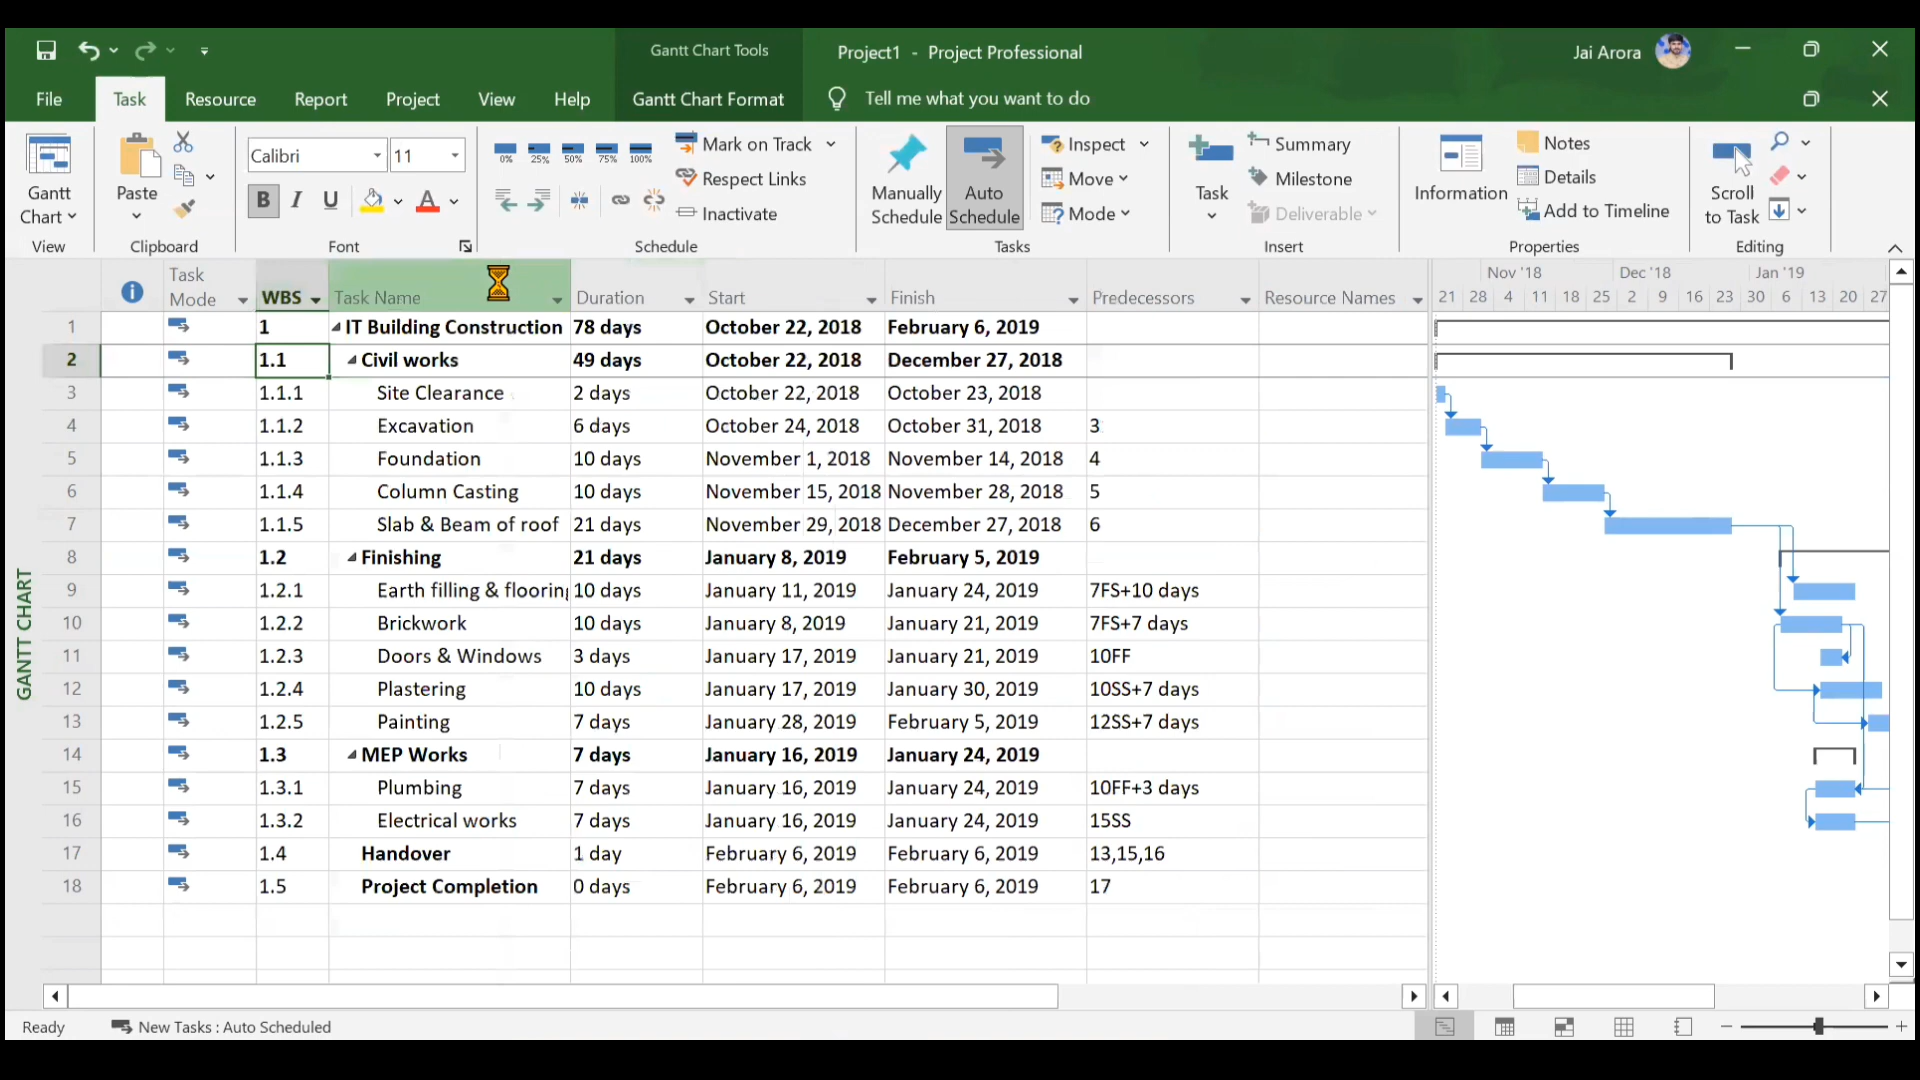 Gantt Chart Tools
Project1 - Project Professional
Jai Arora
File Task Resource Report Project View Help Gantt Chart Format Tell me what you want to do
Gantt Chart
View
Paste
Clipboard
Calibri 11
B I U A
Font
0% 25% 50% 75% 100%
Mark on Track
Respect Links
Inactivate
Schedule
Manually Schedule
Auto Schedule
Inspect
Move
Mode
Tasks
Task
Summary
Milestone
Deliverable
Insert
Information
Notes
Details
Add to Timeline
Properties
Scroll to Task
Editing
Task Mode WBS Task Name Duration Start Finish Predecessors Resource Names
Nov '18 Dec '18 Jan '19
21 28 4 11 18 25 2 9 16 23 30 6 13 20 27
1 1 IT Building Construction 78 days October 22, 2018 February 6, 2019
2 1.1 Civil works 49 days October 22, 2018 December 27, 2018
3 1.1.1 Site Clearance 2 days October 22, 2018 October 23, 2018
4 1.1.2 Excavation 6 days October 24, 2018 October 31, 2018 3
5 1.1.3 Foundation 10 days November 1, 2018 November 14, 2018 4
6 1.1.4 Column Casting 10 days November 15, 2018 November 28, 2018 5
7 1.1.5 Slab & Beam of roof 21 days November 29, 2018 December 27, 2018 6
8 1.2 Finishing 21 days January 8, 2019 February 5, 2019
9 1.2.1 Earth filling & flooring 10 days January 11, 2019 January 24, 2019 7FS+10 days
10 1.2.2 Brickwork 10 days January 8, 2019 January 21, 2019 7FS+7 days
11 1.2.3 Doors & Windows 3 days January 17, 2019 January 21, 2019 10FF
12 1.2.4 Plastering 10 days January 17, 2019 January 30, 2019 10SS+7 days
13 1.2.5 Painting 7 days January 28, 2019 February 5, 2019 12SS+7 days
14 1.3 MEP Works 7 days January 16, 2019 January 24, 2019
15 1.3.1 Plumbing 7 days January 16, 2019 January 24, 2019 10FF+3 days
16 1.3.2 Electrical works 7 days January 16, 2019 January 24, 2019 15SS
17 1.4 Handover 1 day February 6, 2019 February 6, 2019 13,15,16
18 1.5 Project Completion 0 days February 6, 2019 February 6, 2019 17
GANTT CHART
Ready New Tasks : Auto Scheduled